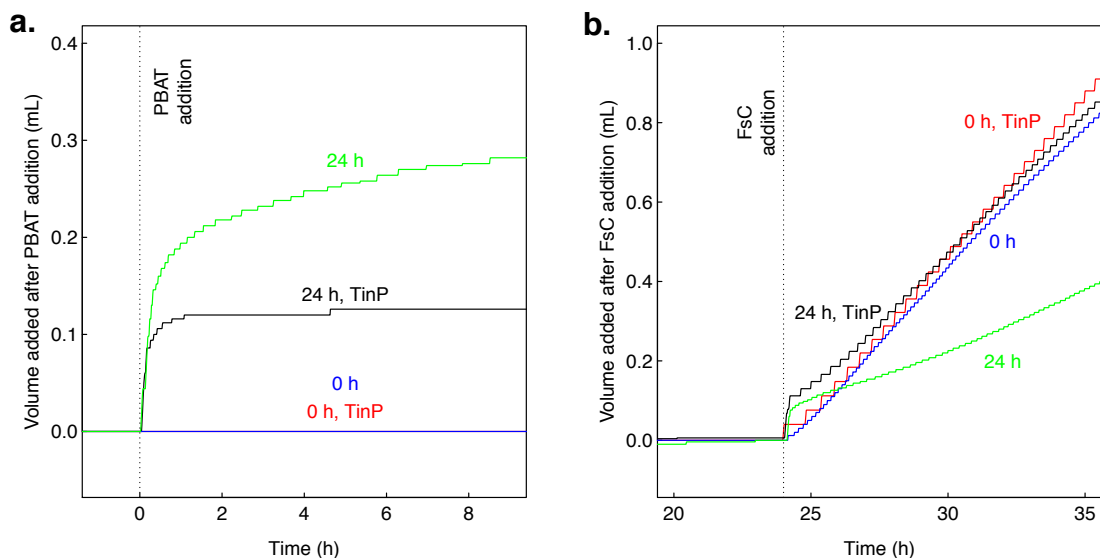 a.
Volume added after PBAT addition (mL)
0.4
0.3
0.2
0.1
0.0
PBAT
addition
24 h
24 h, TinP
0 h
0 h, TinP
0 2 4 6 8
Time (h)
b.
Volume added after FsC addition (mL)
1.0
0.8
0.6
0.4
0.2
0.0
FsC
addition
0 h, TinP
0 h
24 h, TinP
24 h
20 25 30 35
Time (h)